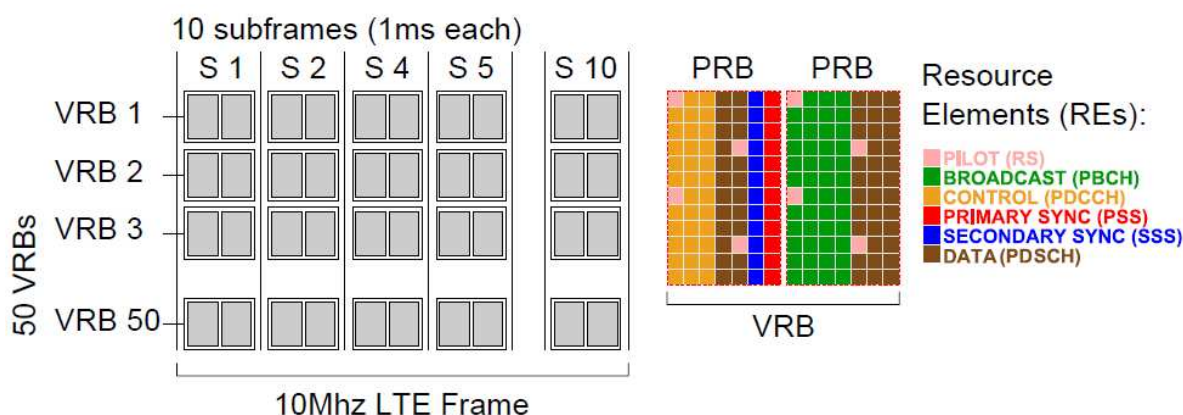 10 subframes (1ms each)
S 1 S 2 S 4 S 5 S 10
VRB 1
VRB 2
VRB 3
VRB 50
50 VRBs
10Mhz LTE Frame
PRB PRB
VRB
Resource
Elements (REs):
PILOT (RS)
BROADCAST (PBCH)
CONTROL (PDCCH)
PRIMARY SYNC (PSS)
SECONDARY SYNC (SSS)
DATA (PDSCH)